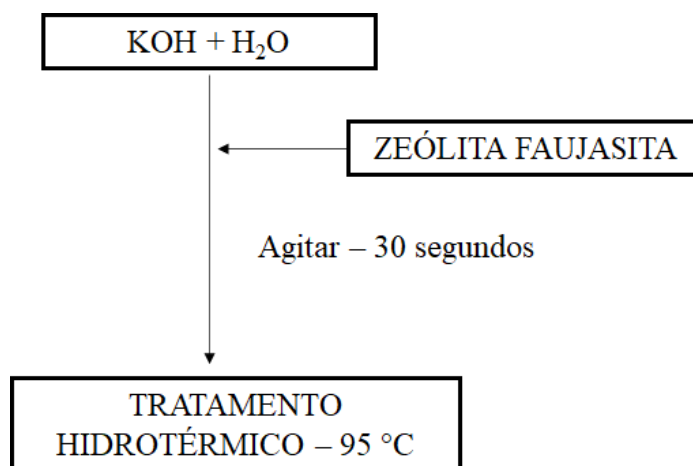 KOH + H₂O
ZEÓLITA FAUJASITA
Agitar – 30 segundos
TRATAMENTO
HIDROTÉRMICO – 95 °C